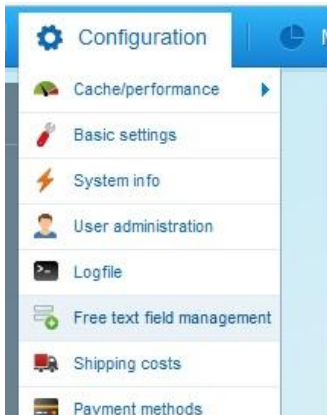 Configuration
Cache/performance
Basic settings
System info
User administration
Logfile
Free text field management
Shipping costs
Payment methods